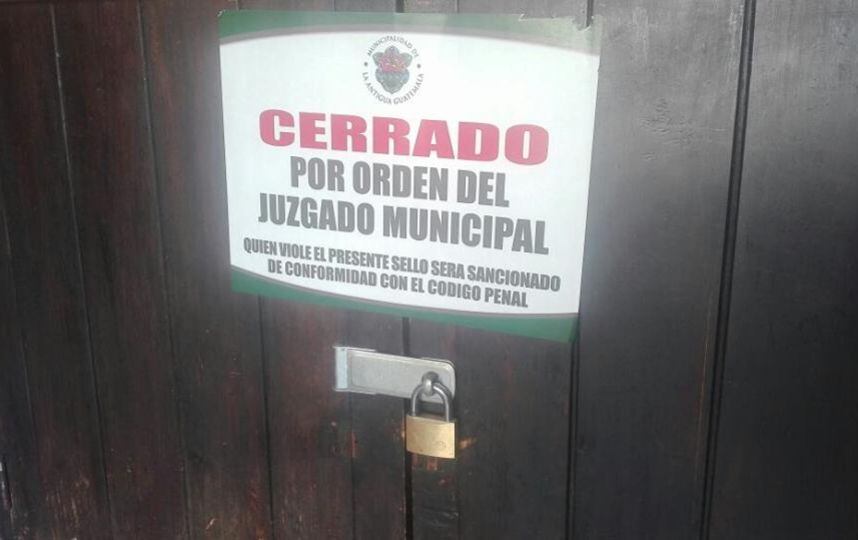 MUNICIPALIDAD DE
LA ANTIGUA GUATEMALA
CERRADO
POR ORDEN DEL
JUZGADO MUNICIPAL
QUIEN VIOLE EL PRESENTE SELLO SERA SANCIONADO
DE CONFORMIDAD CON EL CODIGO PENAL